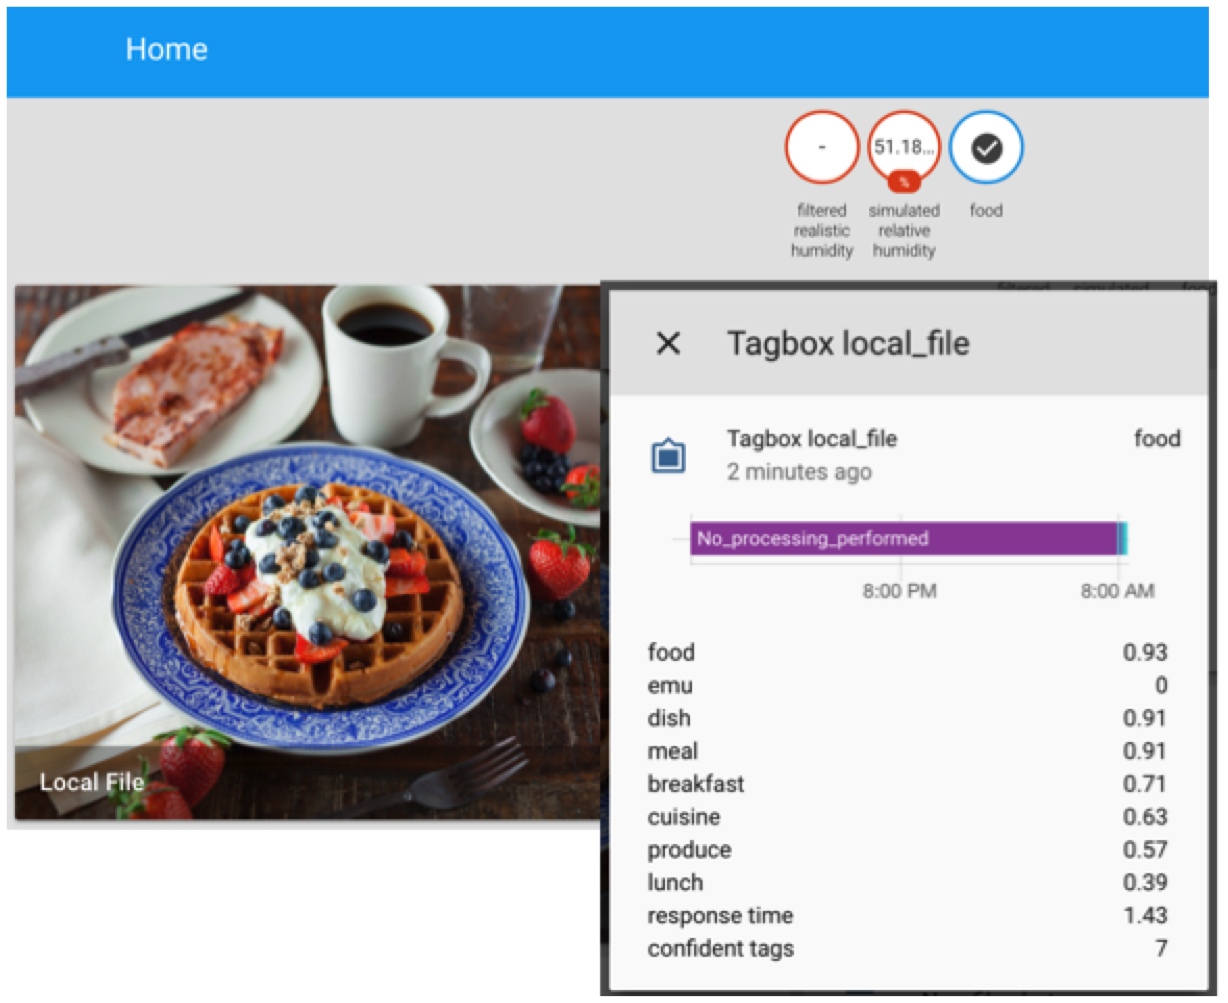 Home
-
51.18...
%
filtered
realistic
humidity
simulated
relative
humidity
food
filtered simulated food
Tagbox local_file
Tagbox local_file food
2 minutes ago
No_processing_performed
8:00 PM 8:00 AM
food 0.93
emu 0
dish 0.91
meal 0.91
breakfast 0.71
cuisine 0.63
produce 0.57
lunch 0.39
response time 1.43
confident tags 7
Local File